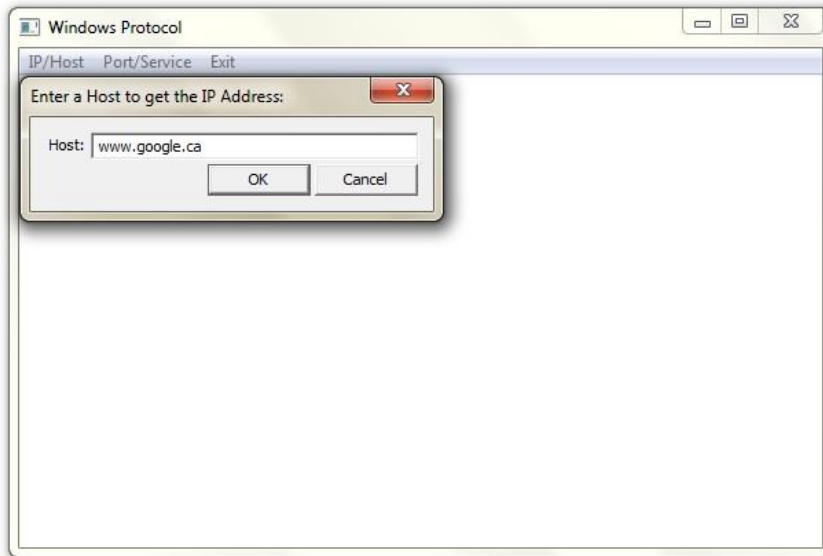 Windows Protocol
IP/Host Port/Service Exit
Enter a Host to get the IP Address:
Host: www.google.ca
OK Cancel